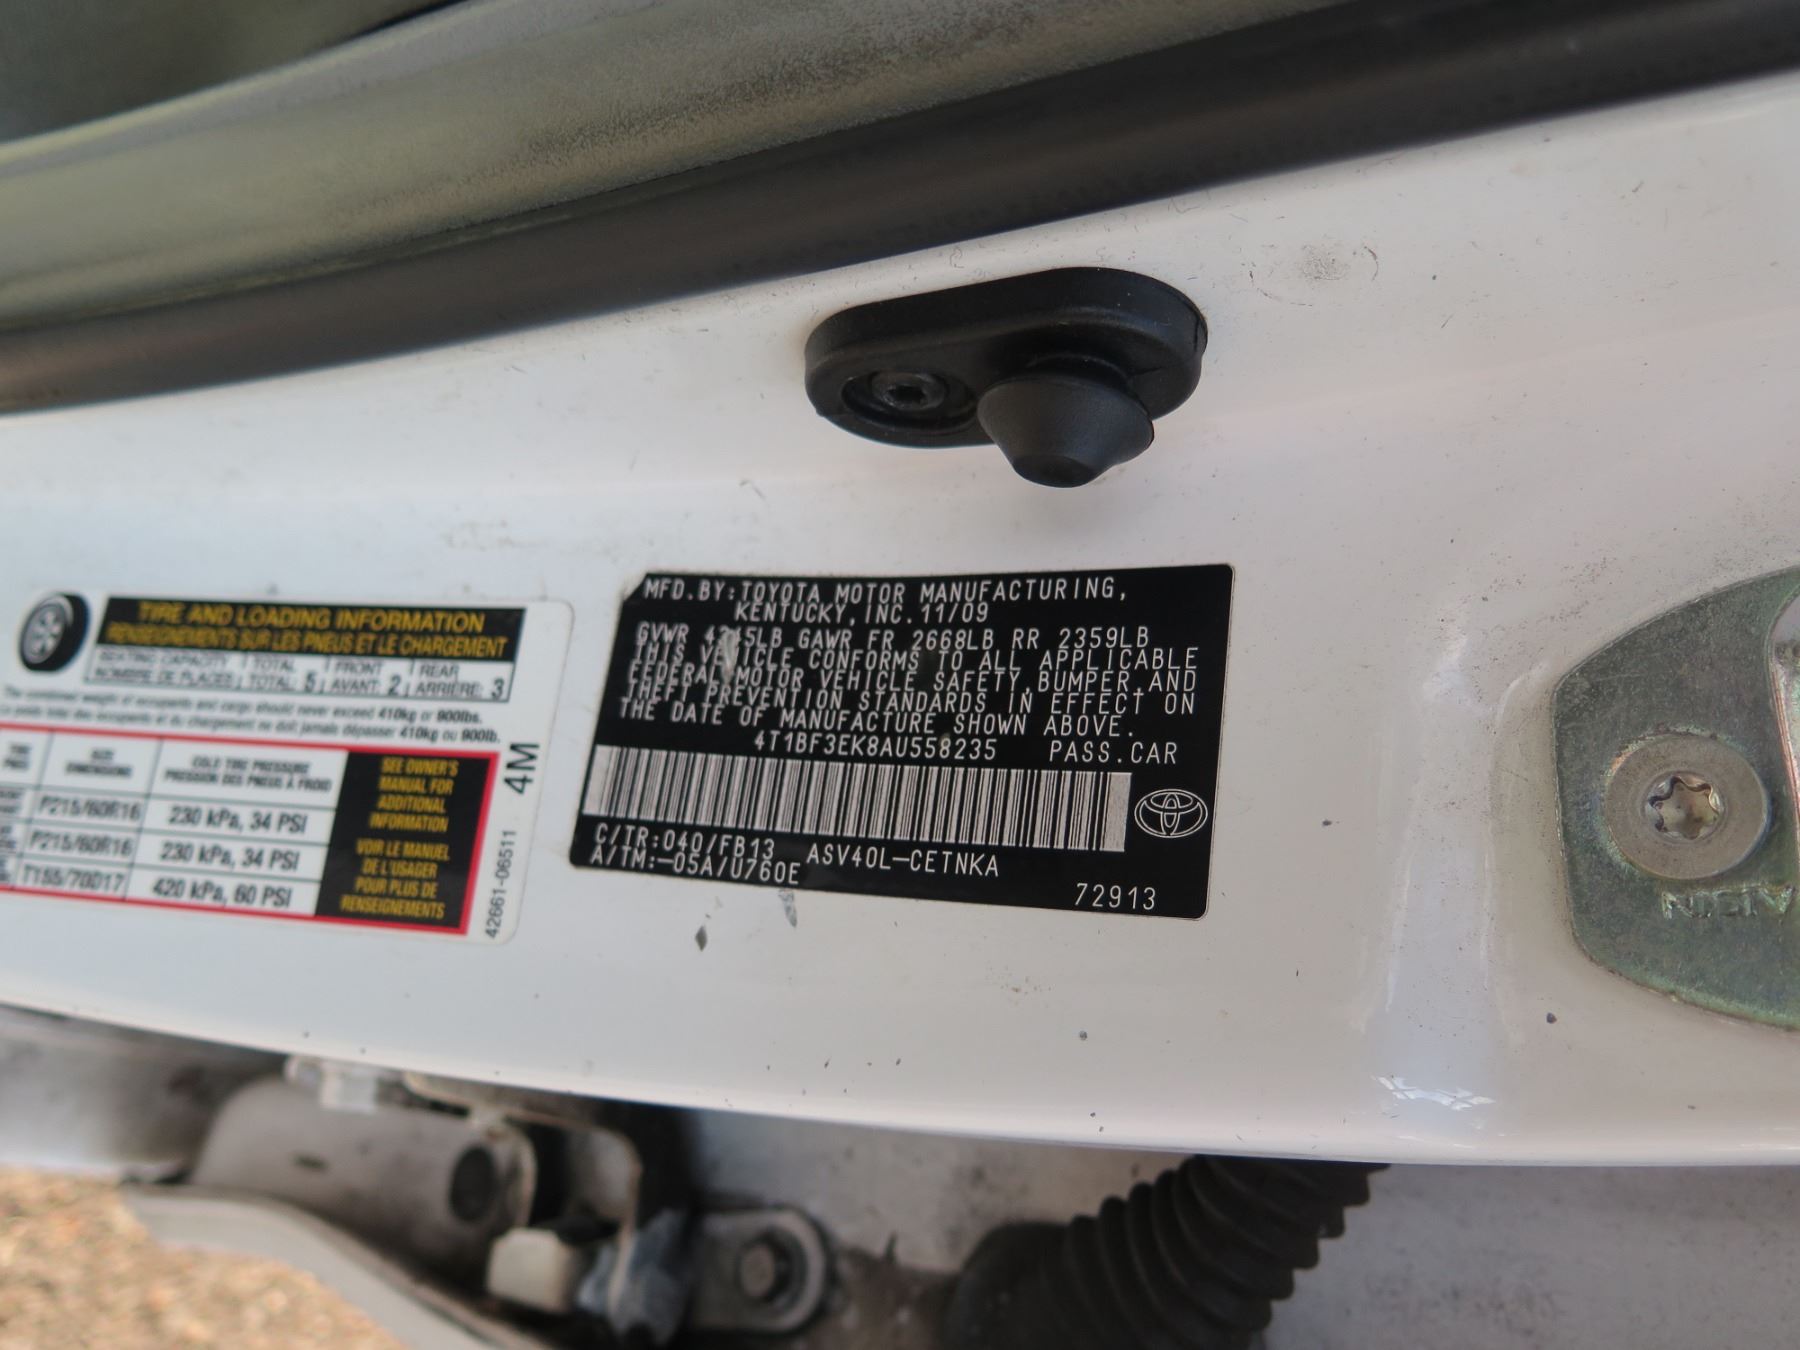 TIRE AND LOADING INFORMATION
RENSEIGNEMENTS SUR LES PNEUS ET LE CHARGEMENT
SEATING CAPACITY TOTAL FRONT REAR
NOMBRE DE PLACES TOTAL: 5 AVANT: 2 ARRIÈRE: 3
The combined weight of occupants and cargo should never exceed 410kg or 900lbs.
Le poids total des occupants et du chargement ne doit jamais dépasser 410kg ou 900lb.
TIRE SIZE COLD TIRE PRESSURE
PNEU DIMENSIONS PRESSION DES PNEUS À FROID
P215/60R16 230 kPa, 34 PSI
P215/60R16 230 kPa, 34 PSI
T155/70D17 420 kPa, 60 PSI
SEE OWNER'S
MANUAL FOR
ADDITIONAL
INFORMATION
VOIR LE MANUEL
DE L'USAGER
POUR PLUS DE
RENSEIGNEMENTS
4M
42661-06511
MFD. BY: TOYOTA MOTOR MANUFACTURING,
KENTUCKY, INC. 11/09
GVWR LB GAWR FR 2668LB RR 2359LB
THIS VEHICLE CONFORMS TO ALL APPLICABLE
FEDERAL MOTOR VEHICLE SAFETY, BUMPER, AND
THEFT PREVENTION STANDARDS IN EFFECT ON
THE DATE OF MANUFACTURE SHOWN ABOVE.
4T1BF3EK8AU558235 PASS. CAR
C/TR: 040/FB13 ASV40L-CETNKA
A/TM: -05A/U760E
72913
AISIN